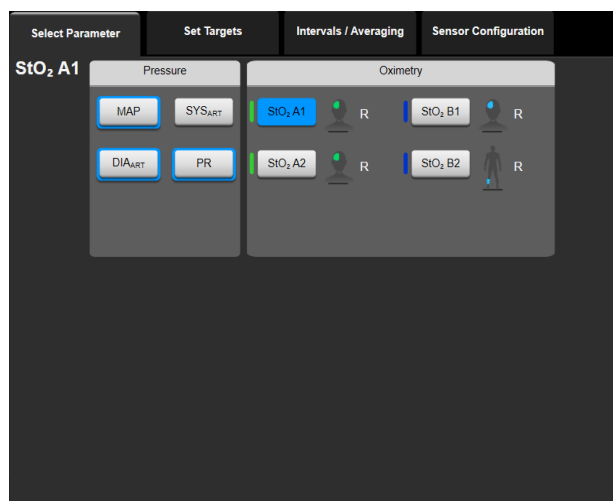 Select Parameter
Set Targets
Intervals / Averaging
Sensor Configuration
StO₂ A1
Pressure
Oximetry
MAP
SYSART
StO₂ A1
R
StO₂ B1
R
DIAART
PR
StO₂ A2
R
StO₂ B2
R